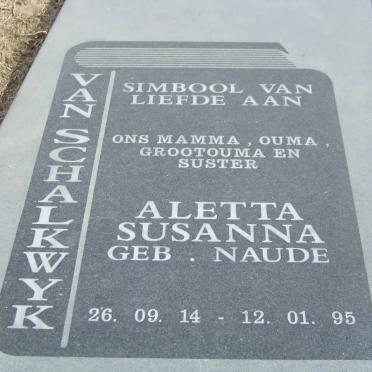 VAN SCHALKWYK
SIMBOOL VAN
LIEFDE AAN
ONS MAMMA, OUMA,
GROOTOUMA EN
SUSTER
ALETTA
SUSANNA
GEB. NAUDE
26. 09. 14 - 12. 01. 95